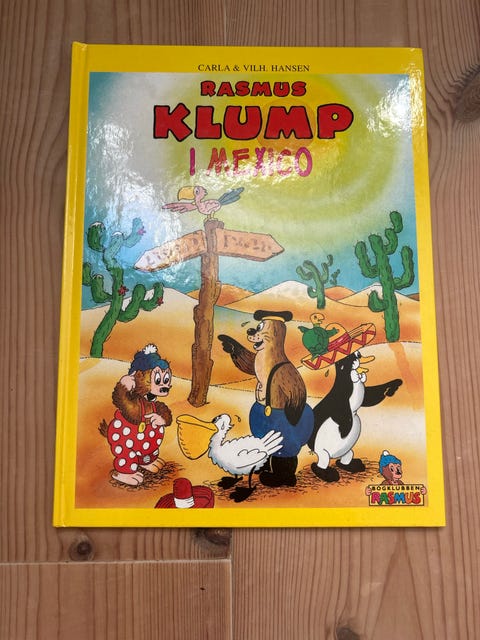 CARLA & VILH. HANSEN
RASMUS
KLUMP
I MEXICO
BOGKLUBBEN
RASMUS